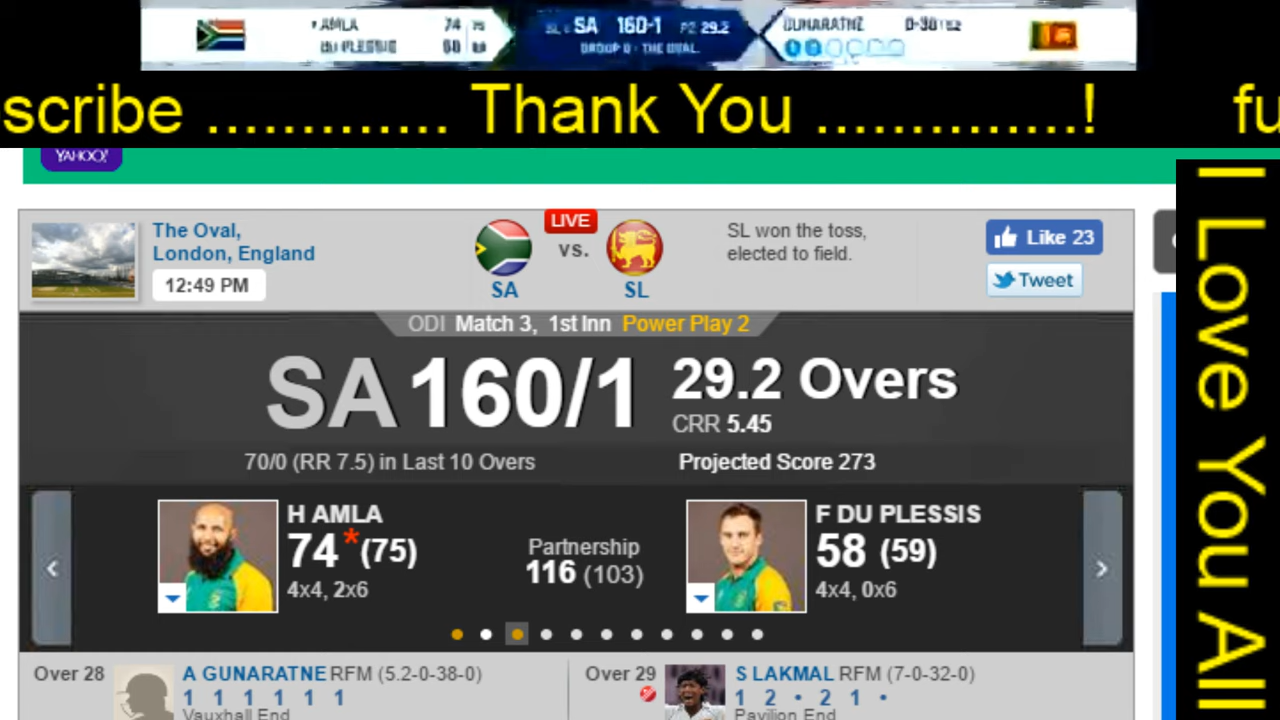 AMLA 74 75
DU PLESSIS
SA 160-1 P2 29.2
GROUP B - THE OVAL
GUNARATNE 0-38
scribe ............. Thank You ..............! fu
YAHOO!
I Love You All
The Oval,
London, England
12:49 PM
LIVE
vs.
SA
SL
SL won the toss,
elected to field.
Like 23
Tweet
ODI Match 3, 1st Inn Power Play 2
SA 160/1
29.2 Overs
CRR 5.45
70/0 (RR 7.5) in Last 10 Overs
Projected Score 273
H AMLA
74*(75)
4x4, 2x6
Partnership
116 (103)
F DU PLESSIS
58 (59)
4x4, 0x6
Over 28
A GUNARATNE RFM (5.2-0-38-0)
1 1 1 1 1 1
Vauxhall End
Over 29
S LAKMAL RFM (7-0-32-0)
1 2 • 2 1 •
Pavilion End